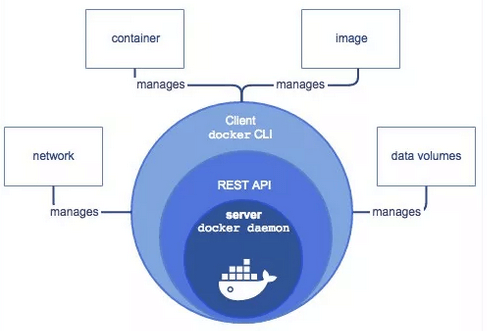 container
image
manages
manages
Client
docker CLI
network
data volumes
REST API
manages
manages
server
docker daemon